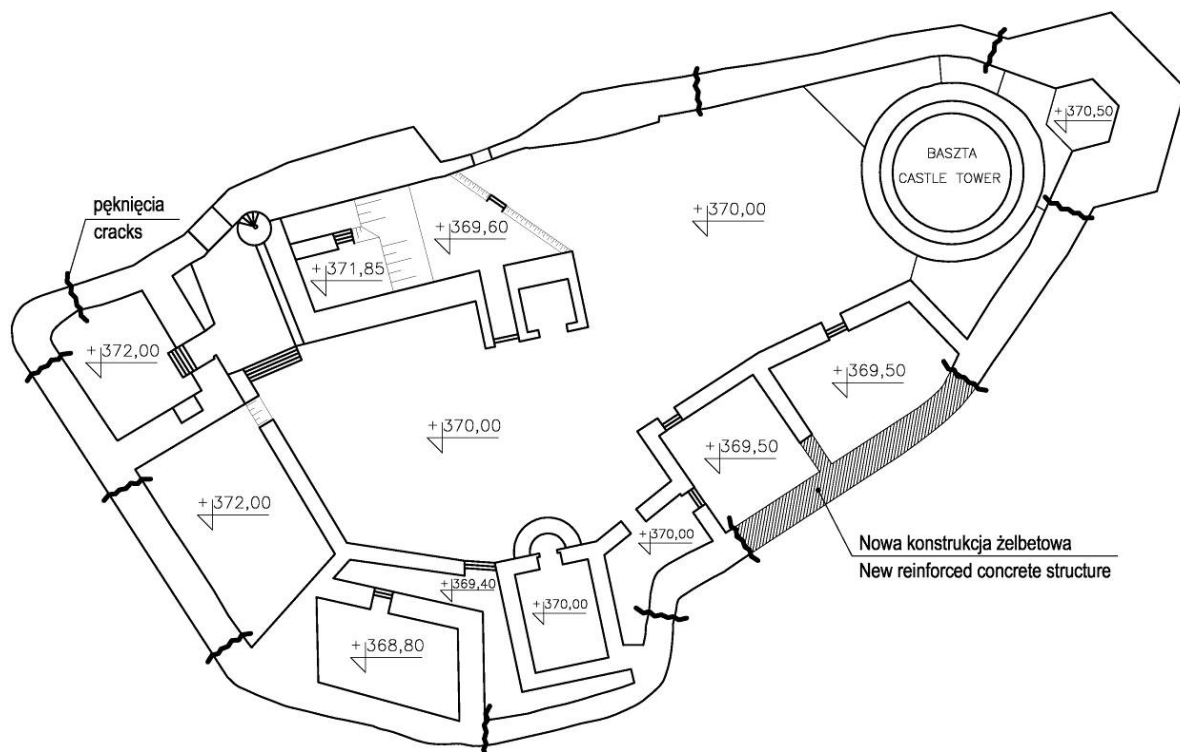 +370,50
BASZTA
CASTLE TOWER
pęknięcia
cracks
+370,00
+369,60
+371,85
+372,00
+369,50
+370,00
+369,50
+372,00
+370,00
Nowa konstrukcja żelbetowa
New reinforced concrete structure
+369,40
+370,00
+368,80